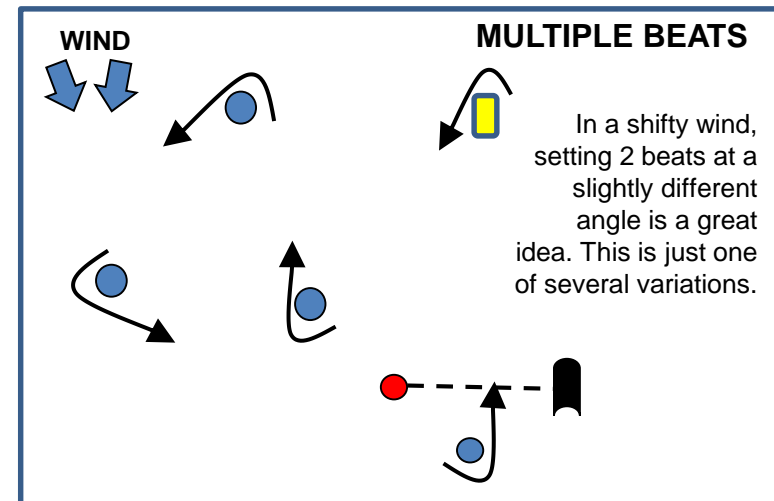 WIND
MULTIPLE BEATS
In a shifty wind,
setting 2 beats at a
slightly different
angle is a great
idea. This is just one
of several variations.